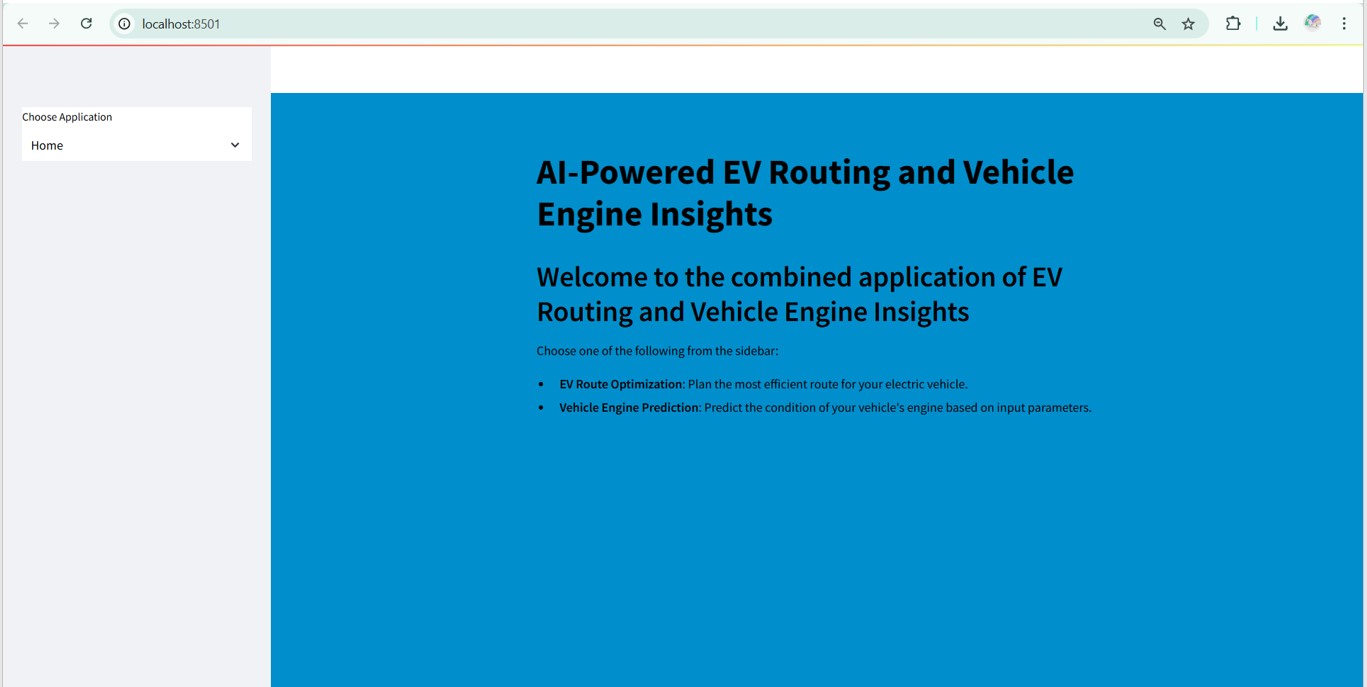 localhost:8501
Choose Application
Home
AI-Powered EV Routing and Vehicle
Engine Insights
Welcome to the combined application of EV
Routing and Vehicle Engine Insights
Choose one of the following from the sidebar:
• EV Route Optimization: Plan the most efficient route for your electric vehicle.
• Vehicle Engine Prediction: Predict the condition of your vehicle's engine based on input parameters.